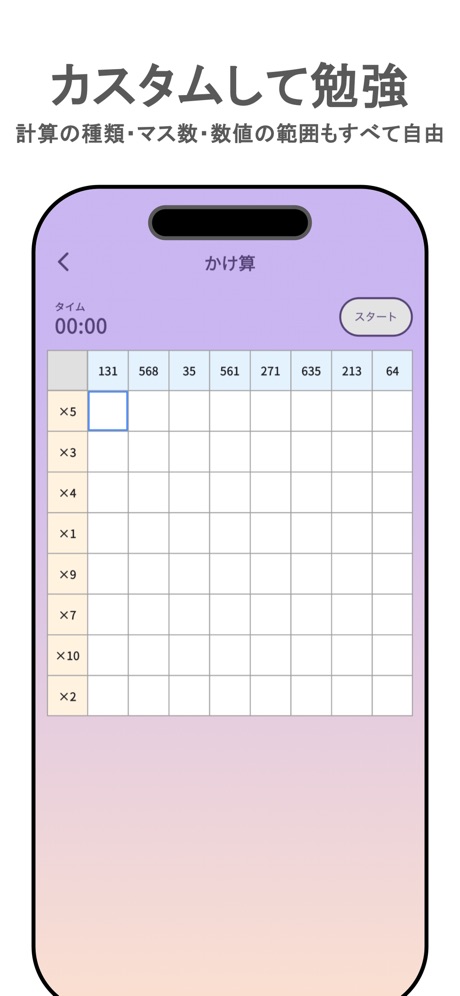 カスタムして勉強
計算の種類・マス数・数値の範囲もすべて自由
かけ算
タイム
00:00
スタート
131 568 35 561 271 635 213 64
×5
×3
×4
×1
×9
×7
×10
×2